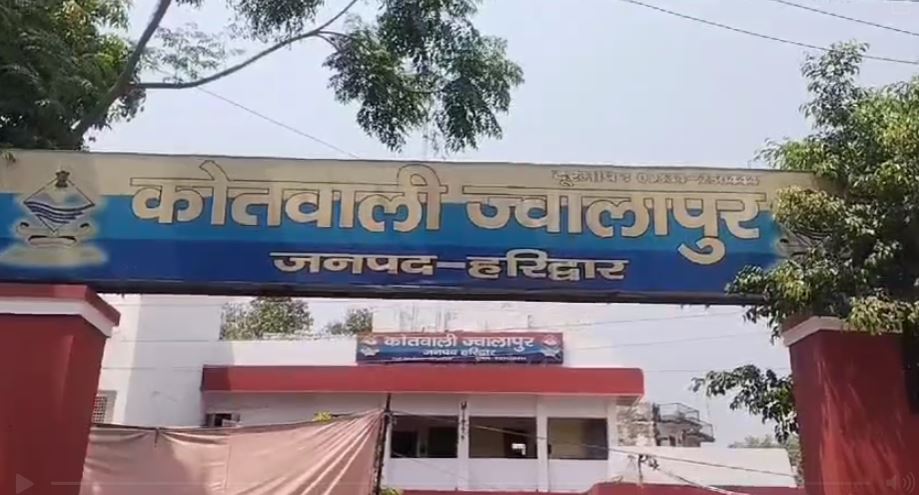 कोतवाली ज्वालापुर
जनपद-हरिद्वार
कोतवाली ज्वालापुर
जनपद हरिद्वार